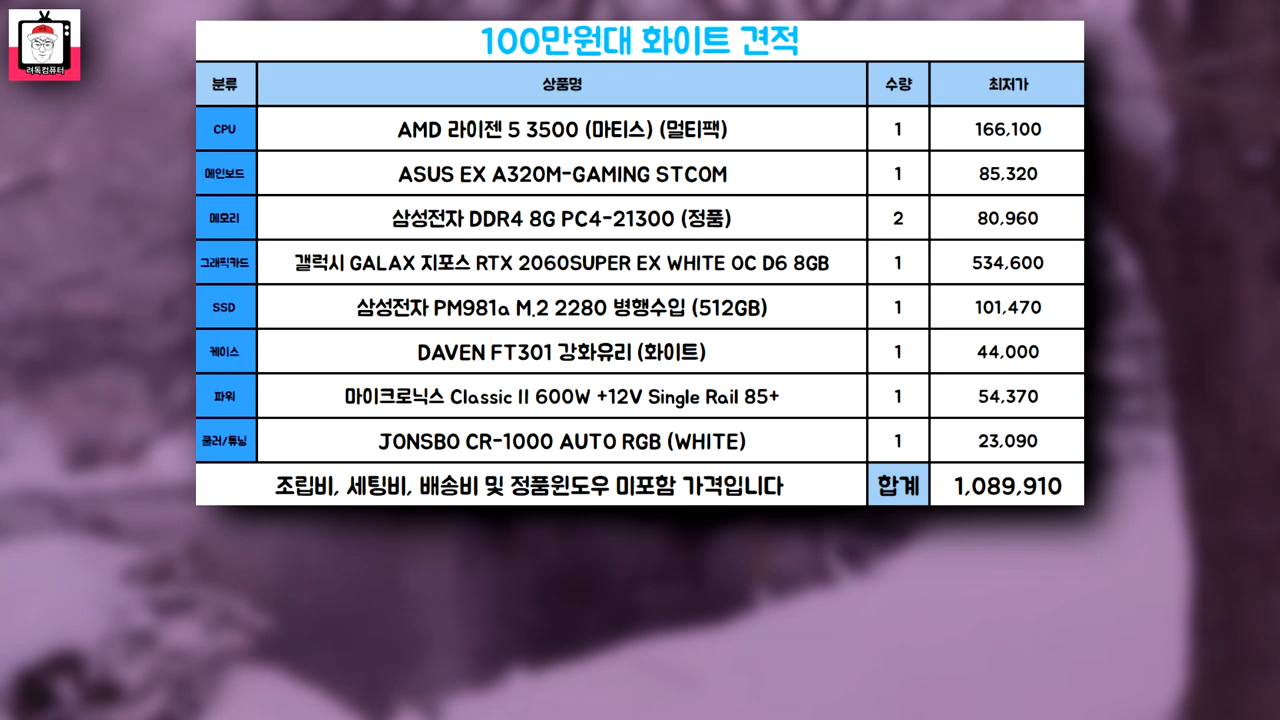 려독컴퓨터
100만원대 화이트 견적
분류 상품명 수량 최저가
CPU AMD 라이젠 5 3500 (마티스) (멀티팩) 1 166,100
메인보드 ASUS EX A320M-GAMING STCOM 1 85,320
메모리 삼성전자 DDR4 8G PC4-21300 (정품) 2 80,960
그래픽카드 갤럭시 GALAX 지포스 RTX 2060SUPER EX WHITE OC D6 8GB 1 534,600
SSD 삼성전자 PM981a M.2 2280 병행수입 (512GB) 1 101,470
케이스 DAVEN FT301 강화유리 (화이트) 1 44,000
파워 마이크로닉스 Classic II 600W +12V Single Rail 85+ 1 54,370
쿨러/튜닝 JONSBO CR-1000 AUTO RGB (WHITE) 1 23,090
조립비, 세팅비, 배송비 및 정품윈도우 미포함 가격입니다 합계 1,089,910